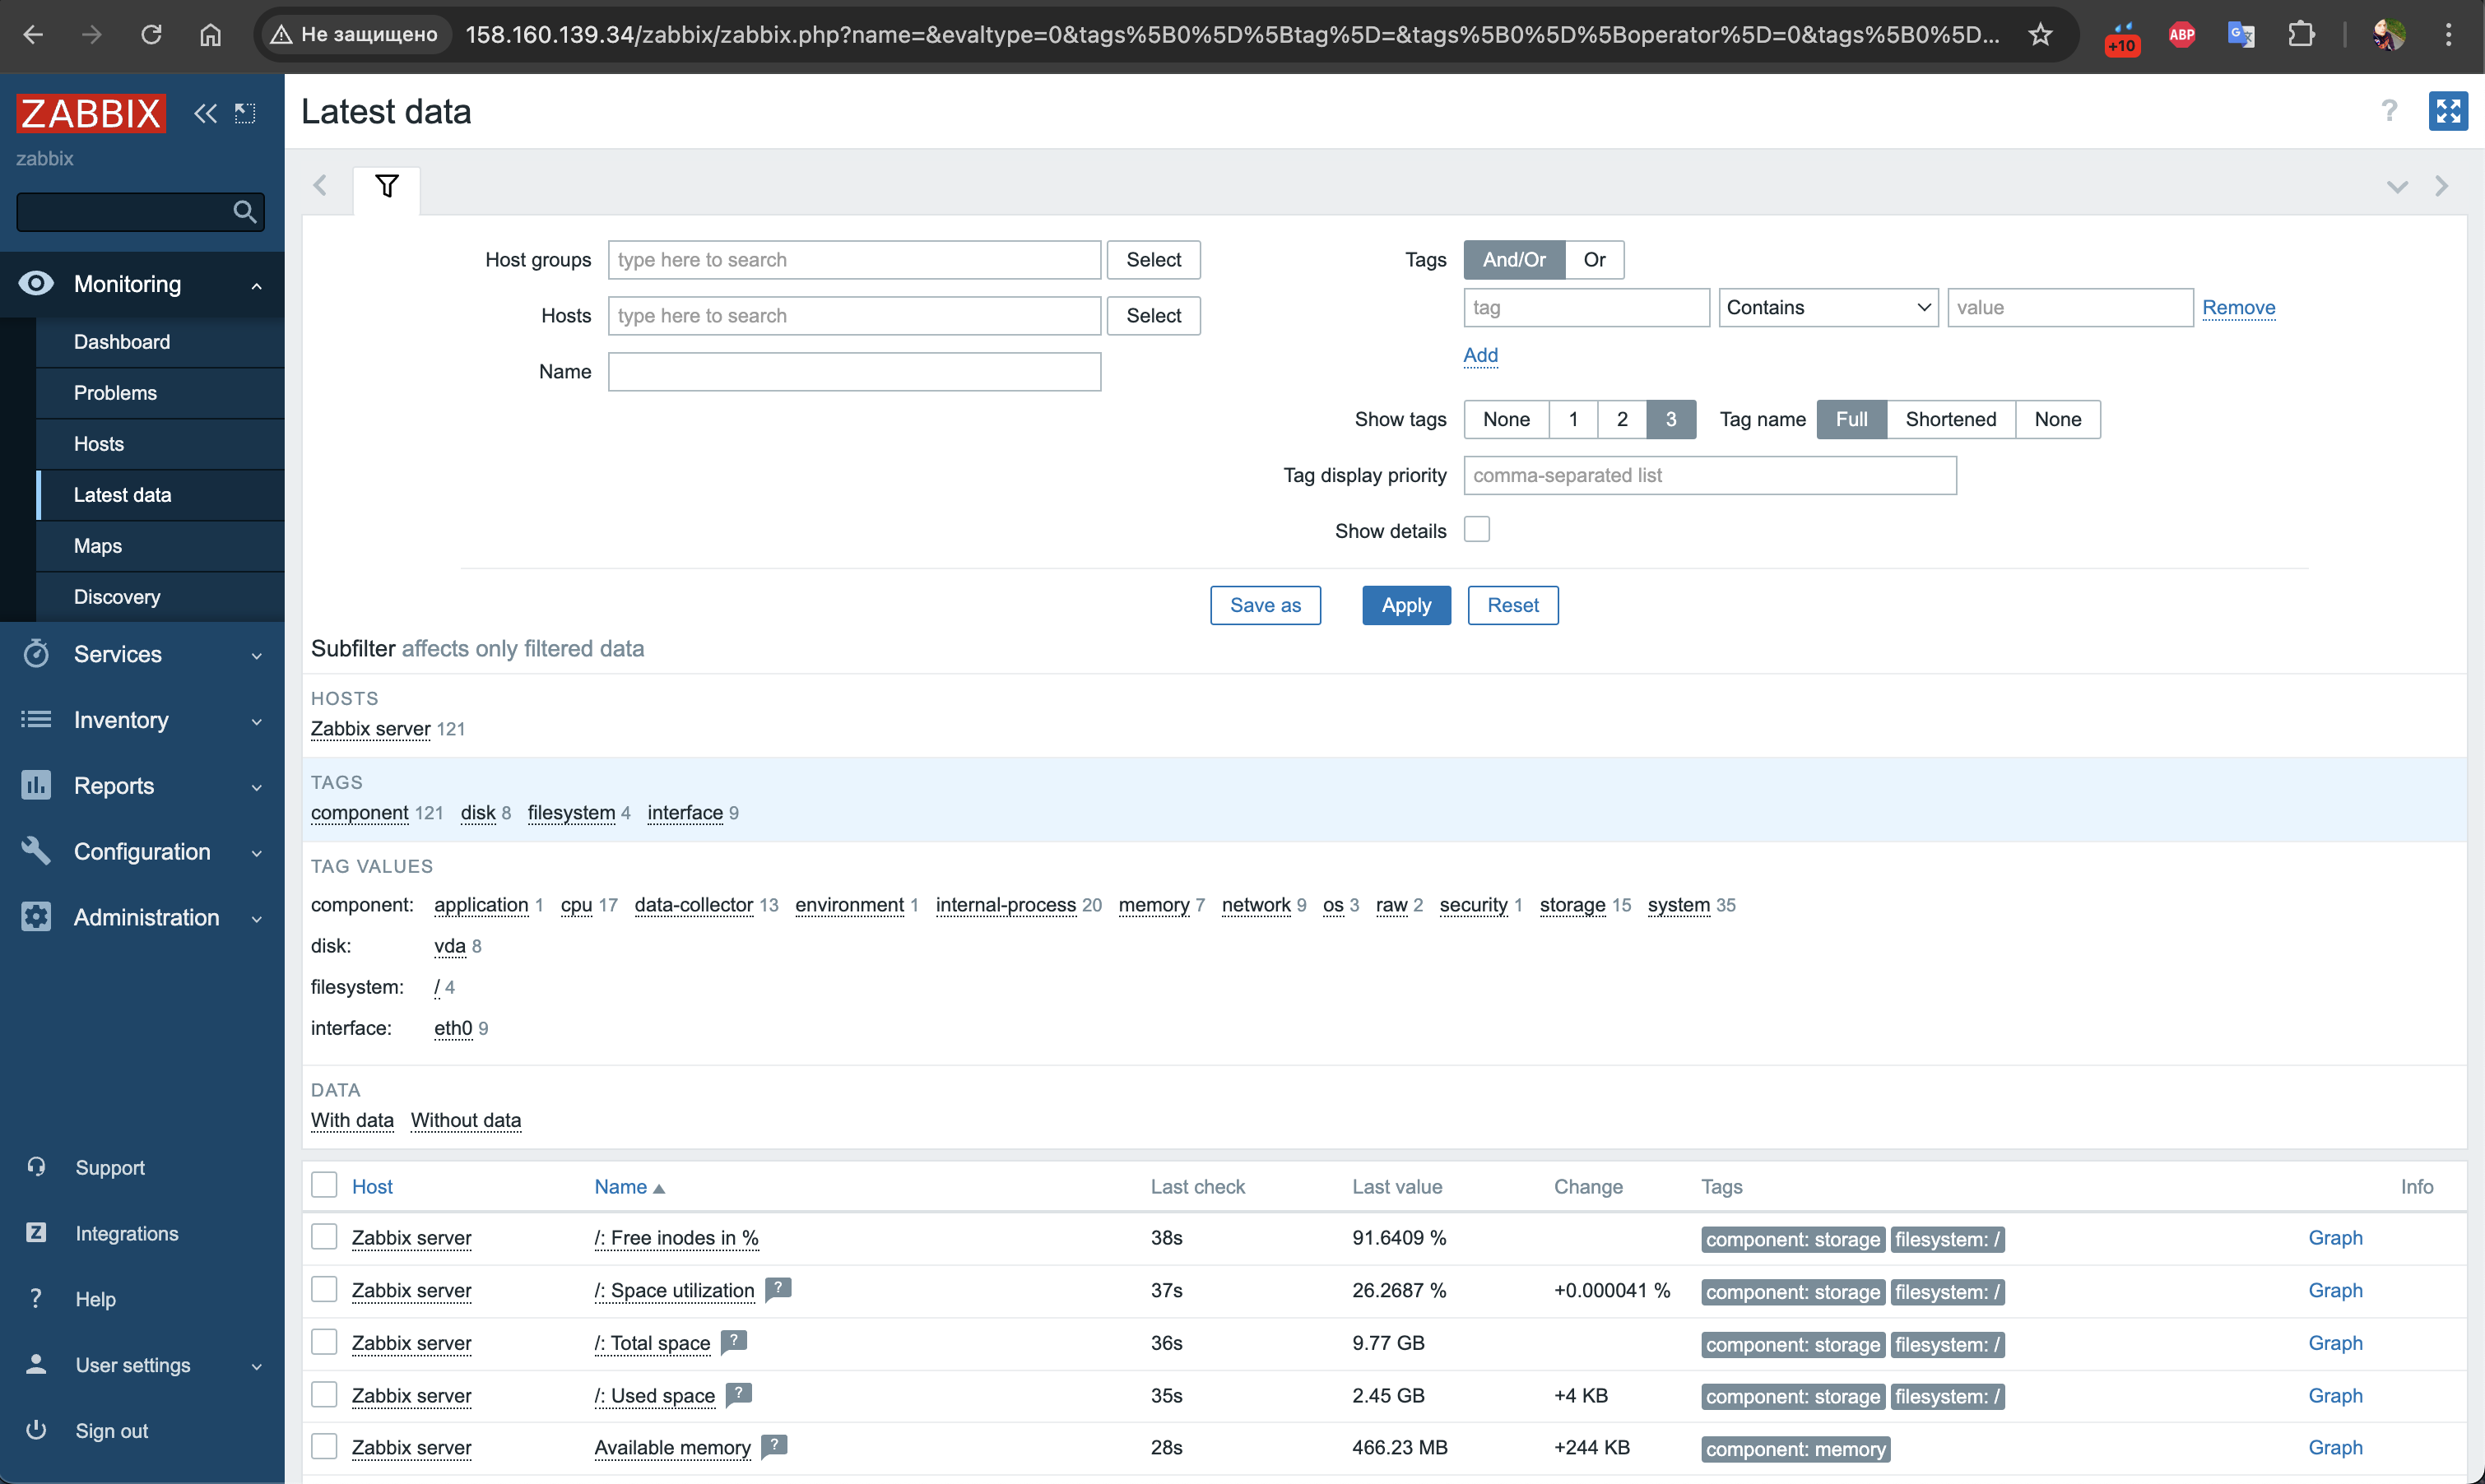 Не защищено 158.160.139.34/zabbix/zabbix.php?name=&evaltype=0&tags%5B0%5D%5Btag%5D=&tags%5B0%5D%5Boperator%5D=0&tags%5B0%5D... +10 ABP
ZABBIX
zabbix
Monitoring
Dashboard
Problems
Hosts
Latest data
Maps
Discovery
Services
Inventory
Reports
Configuration
Administration
Support
Integrations
Help
User settings
Sign out
Latest data ?
Host groups type here to search Select
Hosts type here to search Select
Name
Tags And/Or Or
tag Contains value Remove
Add
Show tags None 1 2 3 Tag name Full Shortened None
Tag display priority comma-separated list
Show details
Save as Apply Reset
Subfilter affects only filtered data
HOSTS
Zabbix server 121
TAGS
component 121 disk 8 filesystem 4 interface 9
TAG VALUES
component: application 1 cpu 17 data-collector 13 environment 1 internal-process 20 memory 7 network 9 os 3 raw 2 security 1 storage 15 system 35
disk: vda 8
filesystem: / 4
interface: eth0 9
DATA
With data Without data
Host Name Last check Last value Change Tags Info
Zabbix server /: Free inodes in % 38s 91.6409 % component: storage filesystem: / Graph
Zabbix server /: Space utilization ? 37s 26.2687 % +0.000041 % component: storage filesystem: / Graph
Zabbix server /: Total space ? 36s 9.77 GB component: storage filesystem: / Graph
Zabbix server /: Used space ? 35s 2.45 GB +4 KB component: storage filesystem: / Graph
Zabbix server Available memory ? 28s 466.23 MB +244 KB component: memory Graph